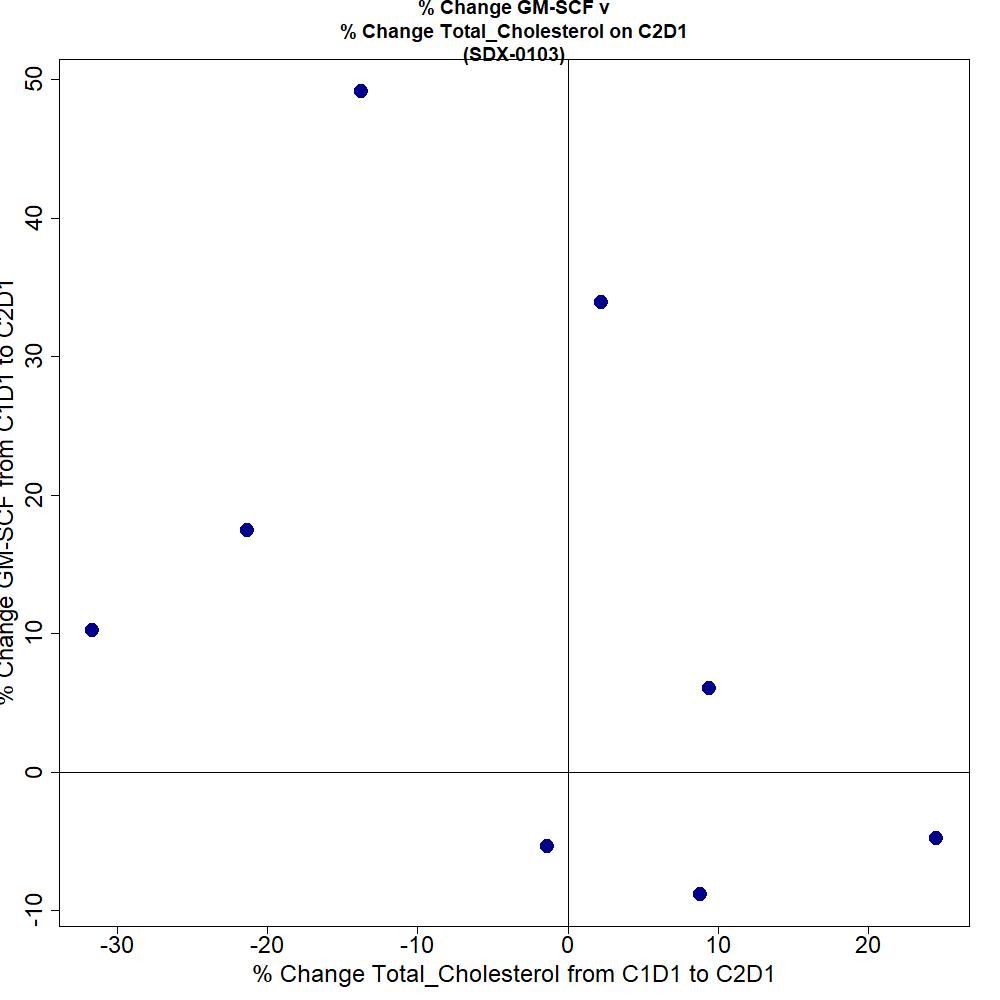 % Change GM-SCF v
% Change Total_Cholesterol on C2D1
(SDX-0103)
50
40
30
20
10
0
-10
% Change GM-SCF from C1D1 to C2D1
-30
-20
-10
0
10
20
% Change Total_Cholesterol from C1D1 to C2D1